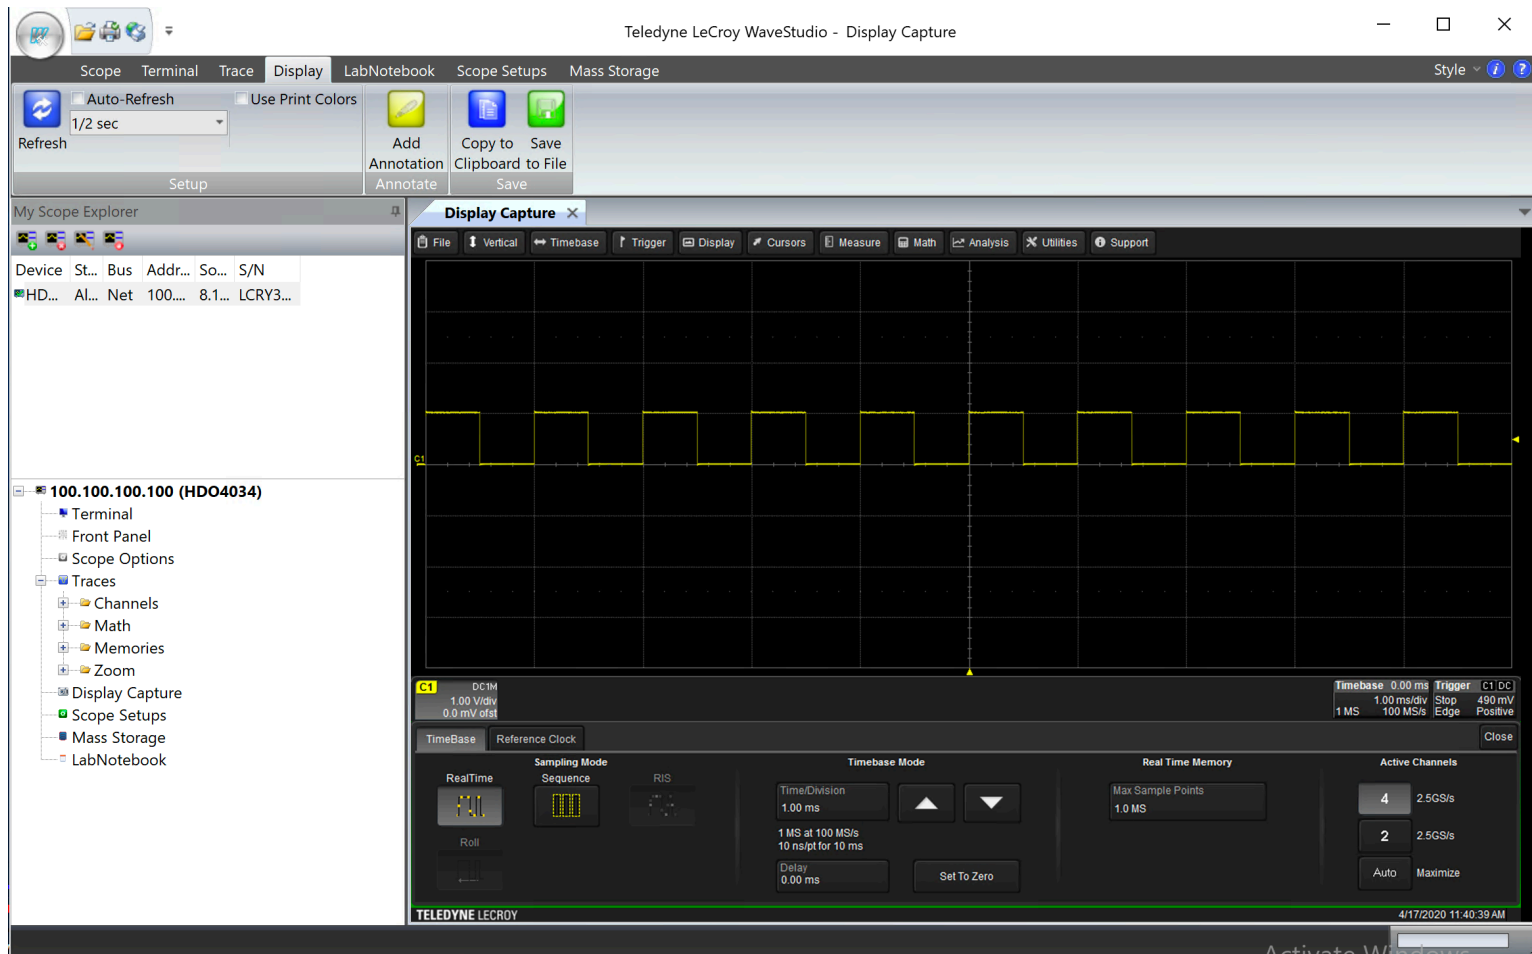 Teledyne LeCroy WaveStudio - Display Capture
Scope Terminal Trace Display LabNotebook Scope Setups Mass Storage Style
Auto-Refresh Use Print Colors
1/2 sec
Refresh
Add Annotation
Copy to Clipboard
Save to File
Setup Annotate Save
My Scope Explorer
Device St... Bus Addr... So... S/N
HD... Al... Net 100.... 8.1... LCRY3...
100.100.100.100 (HDO4034)
Terminal
Front Panel
Scope Options
Traces
Channels
Math
Memories
Zoom
Display Capture
Scope Setups
Mass Storage
LabNotebook
Display Capture
File Vertical Timebase Trigger Display Cursors Measure Math Analysis Utilities Support
C1
C1 DC1M
1.00 V/div
0.0 mV ofst
Timebase 0.00 ms
1.00 ms/div
1 MS 100 MS/s
Trigger C1 DC
Stop 490 mV
Edge Positive
TimeBase Reference Clock Close
Sampling Mode
RealTime Sequence RIS
Roll
Timebase Mode
Time/Division
1.00 ms
1 MS at 100 MS/s
10 ns/pt for 10 ms
Delay
0.00 ms
Set To Zero
Real Time Memory
Max Sample Points
1.0 MS
Active Channels
4 2.5GS/s
2 2.5GS/s
Auto Maximize
TELEDYNE LECROY
4/17/2020 11:40:39 AM
Activate Windows